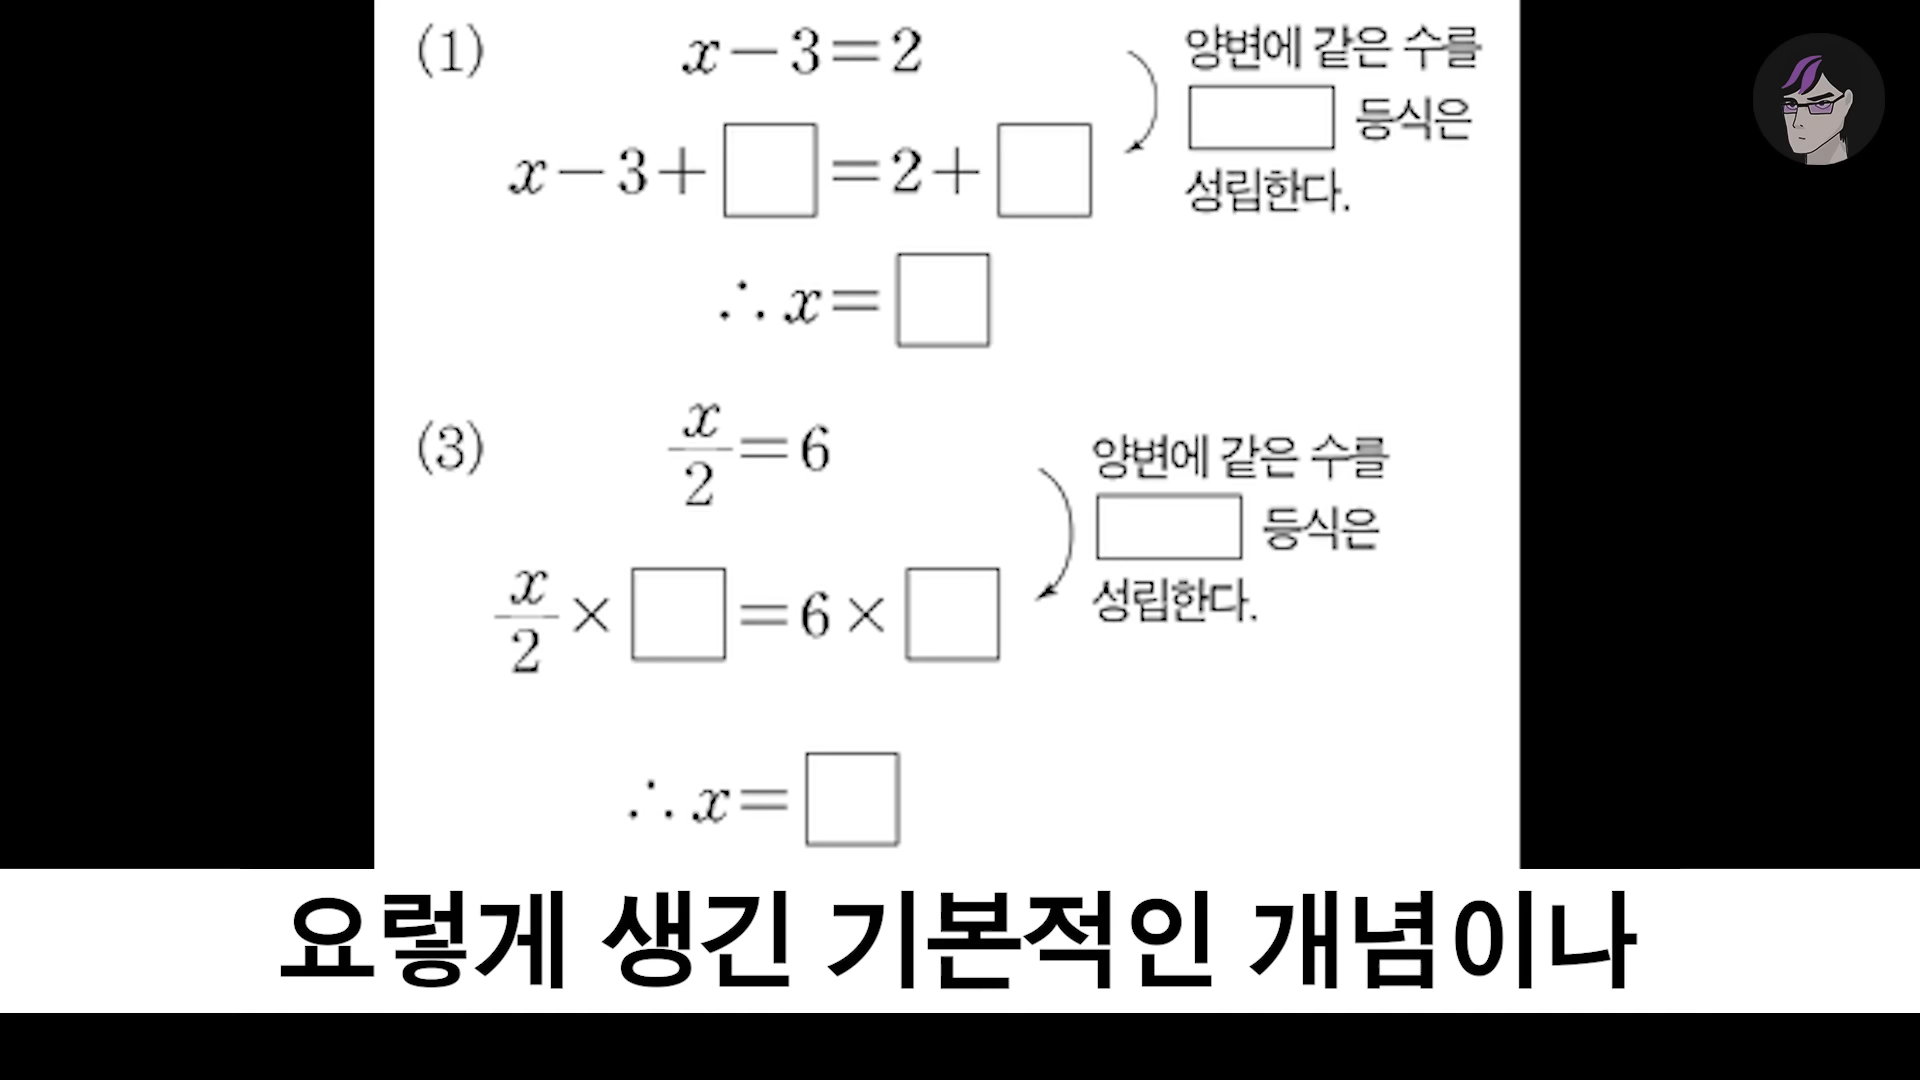 (1) x−3=2
양변에 같은 수를
□ 등식은
성립한다.
x−3+□=2+□
∴ x=□
(3) x/2=6
양변에 같은 수를
□ 등식은
성립한다.
x/2×□=6×□
∴ x=□
요렇게 생긴 기본적인 개념이나